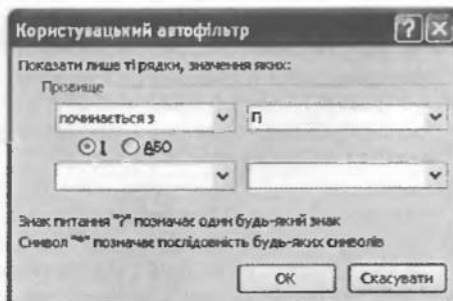 Користувацький автофільтр
Показати лише ті рядки, значення яких:
Прізвище
починається з П
І АБО
Знак питання "?" позначає один будь-який знак
Символ "*" позначає послідовність будь-яких символів
ОК Скасувати